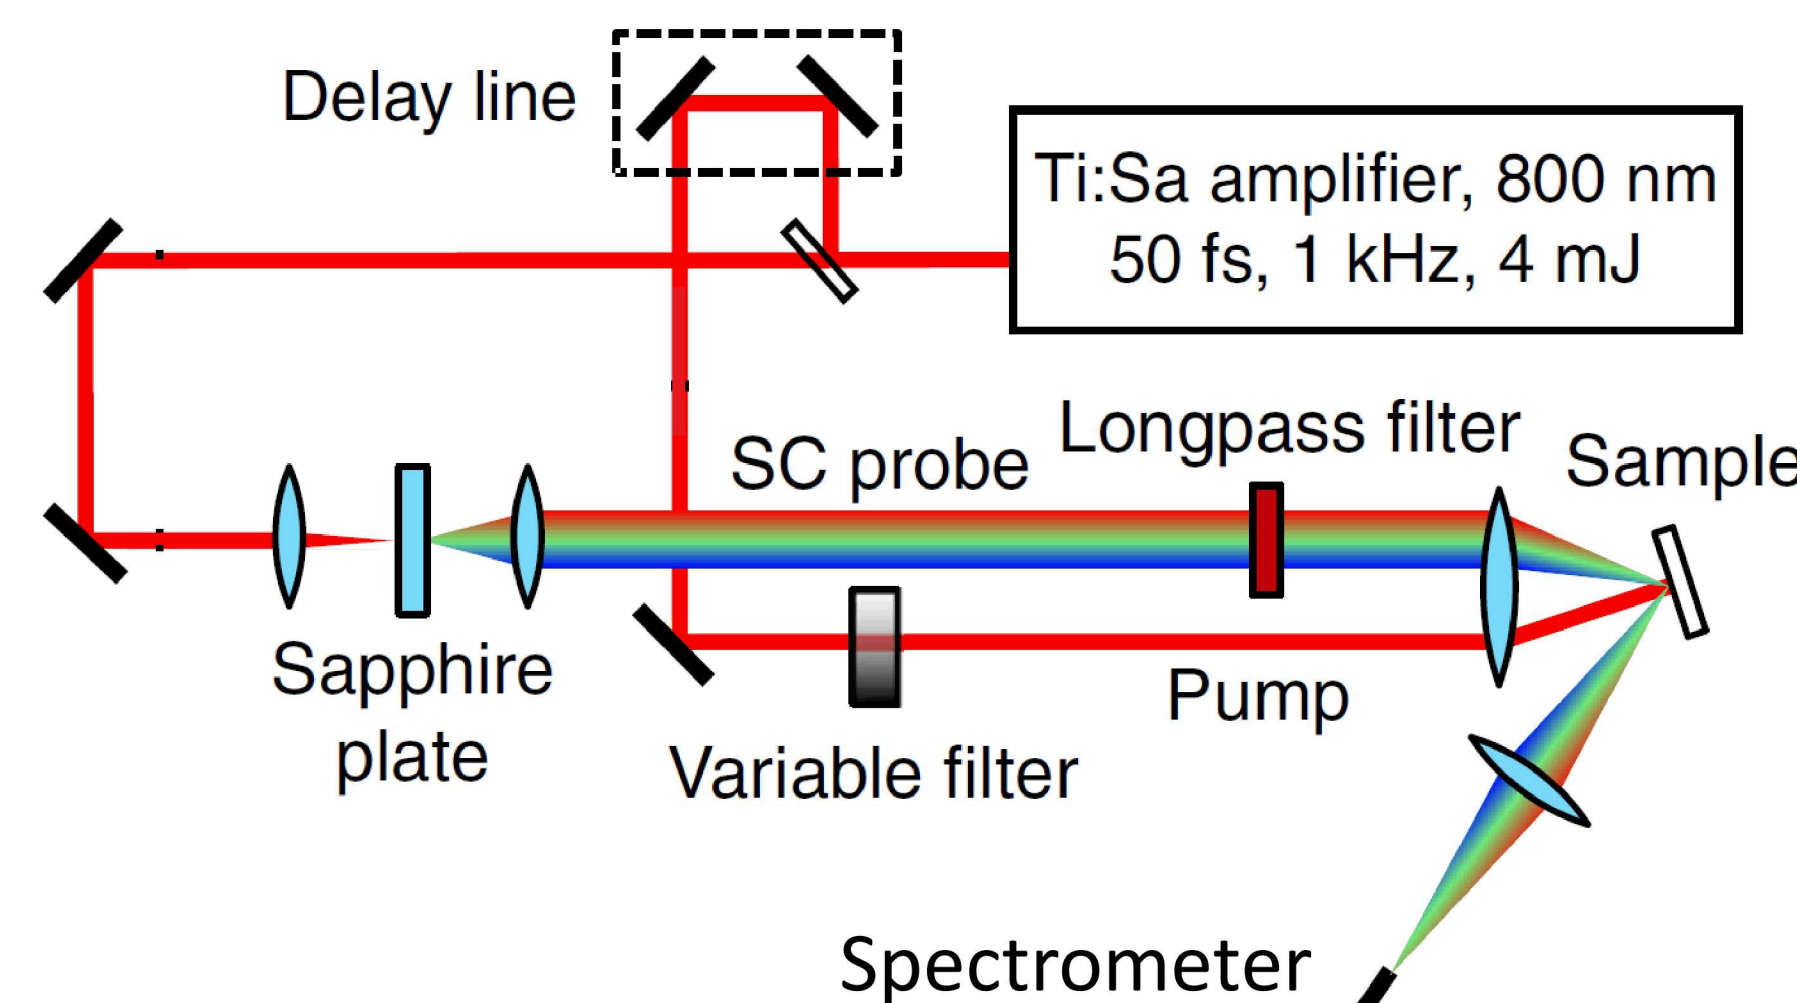 Delay line
Ti:Sa amplifier, 800 nm
50 fs, 1 kHz, 4 mJ
SC probe
Longpass filter
Sample
Sapphire
plate
Variable filter
Pump
Spectrometer